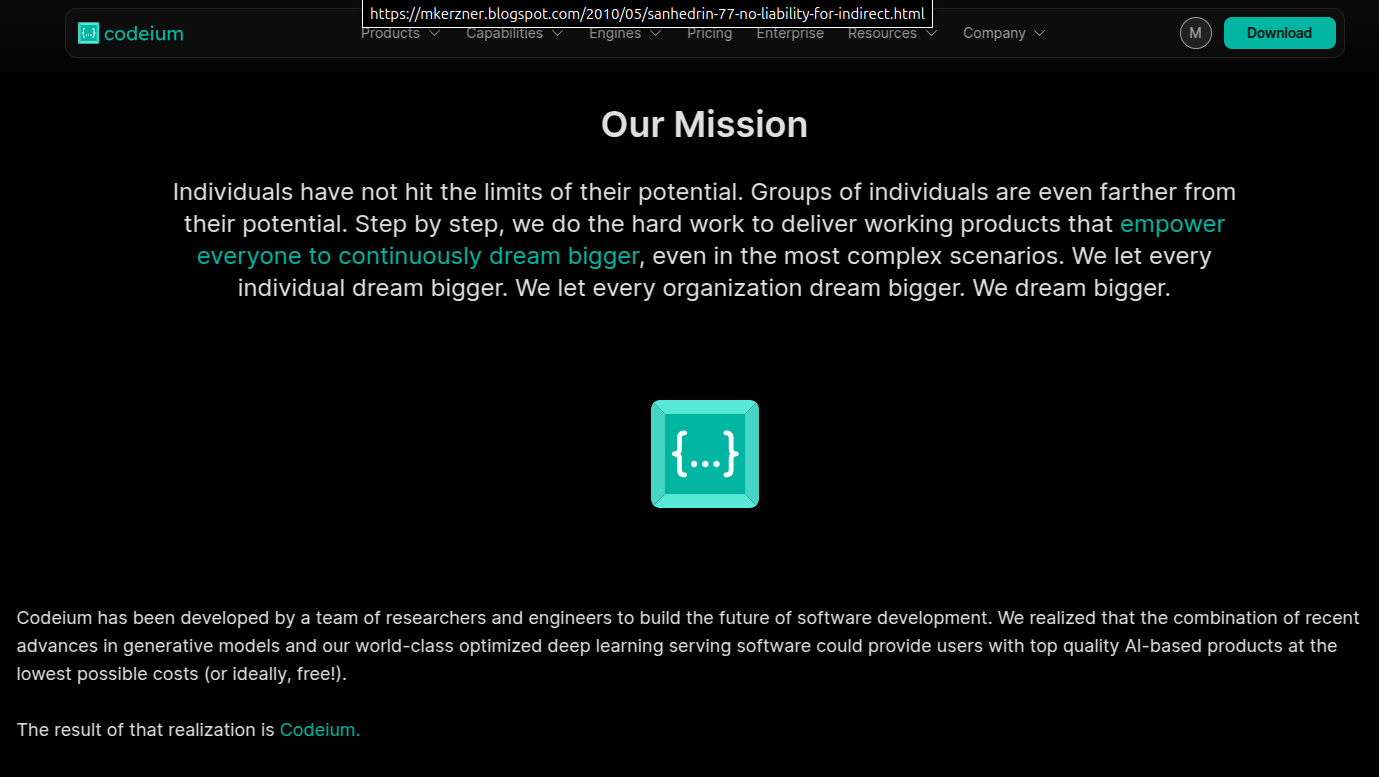 https://mkerzner.blogspot.com/2010/05/sanhedrin-77-no-liability-for-indirect.html
{...} codeium Products Capabilities Engines Pricing Enterprise Resources Company M Download
Our Mission
Individuals have not hit the limits of their potential. Groups of individuals are even farther from
their potential. Step by step, we do the hard work to deliver working products that empower
everyone to continuously dream bigger, even in the most complex scenarios. We let every
individual dream bigger. We let every organization dream bigger. We dream bigger.
{...}
Codeium has been developed by a team of researchers and engineers to build the future of software development. We realized that the combination of recent
advances in generative models and our world-class optimized deep learning serving software could provide users with top quality AI-based products at the
lowest possible costs (or ideally, free!).
The result of that realization is Codeium.